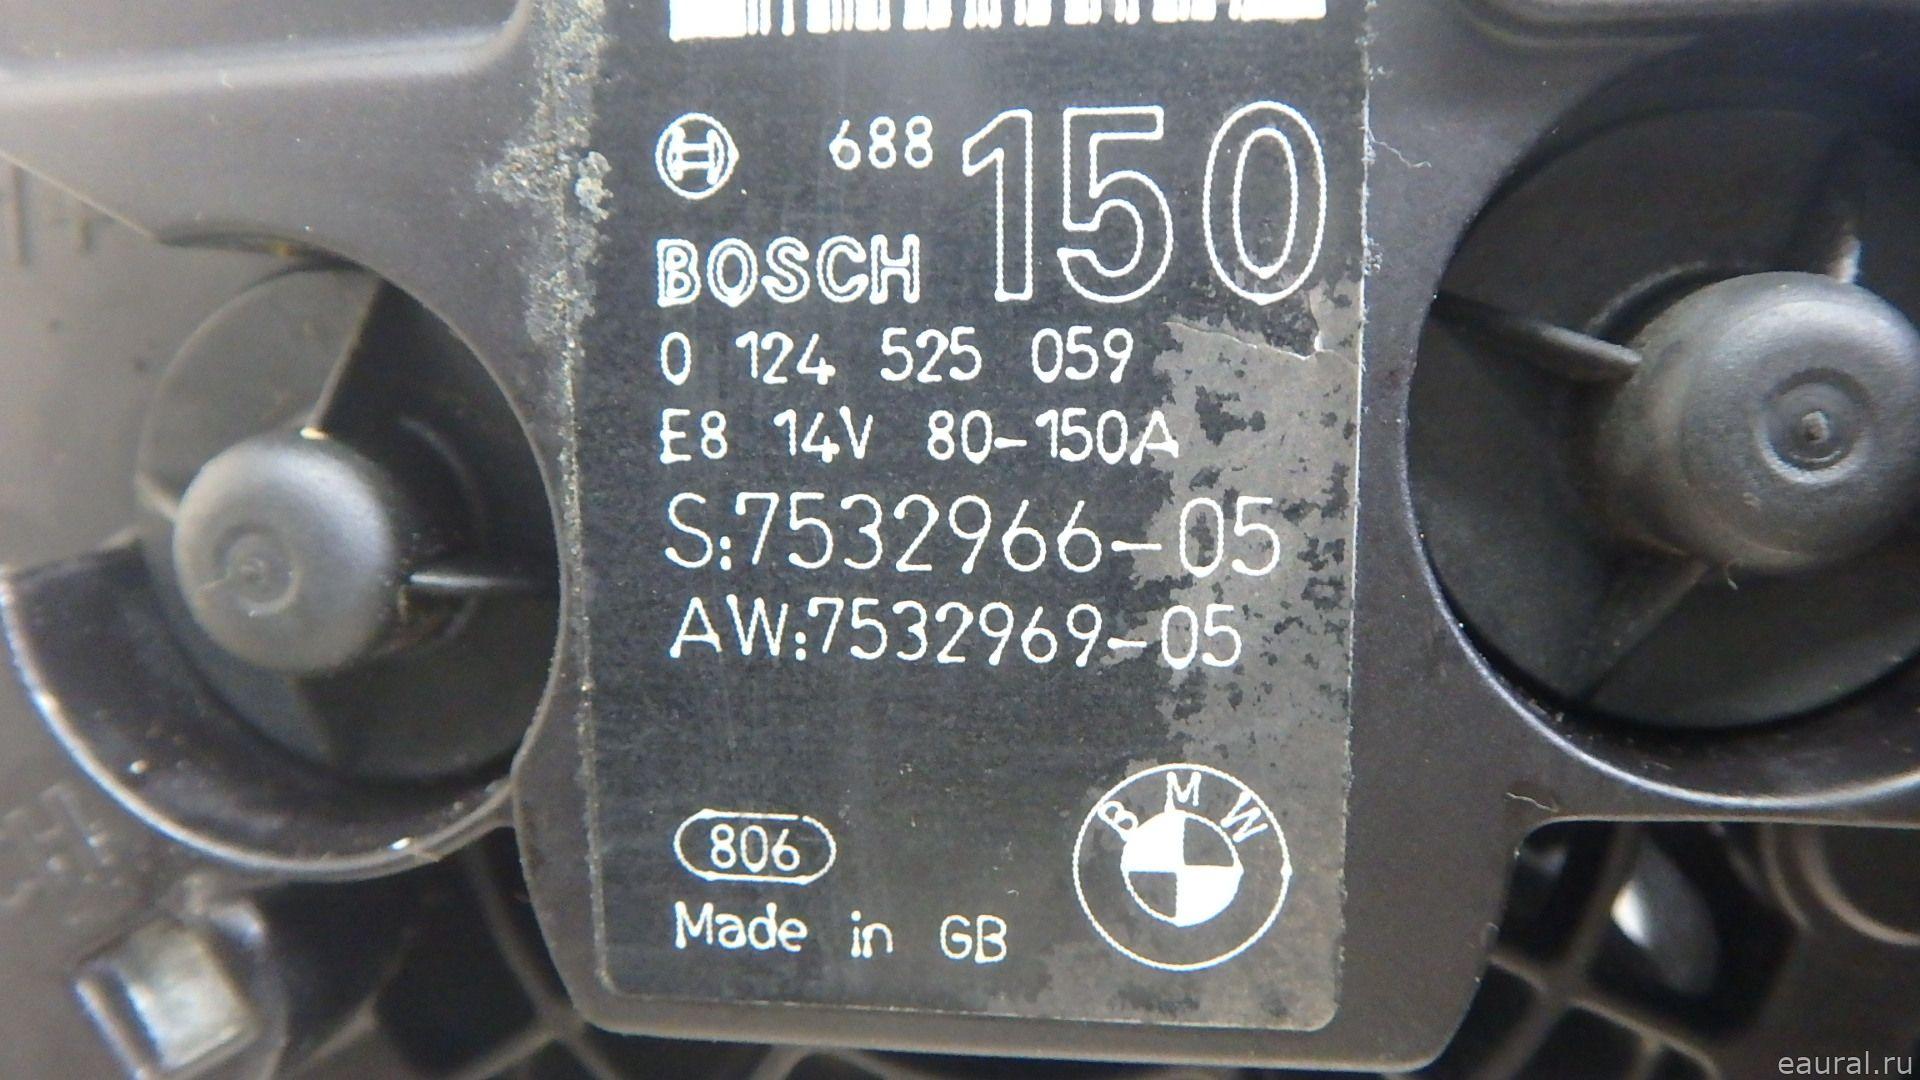 688 150
BOSCH
0 124 525 059
E8 14V 80-150A
S:7532966-05
AW:7532969-05
BMW
806
Made in GB
eaural.ru